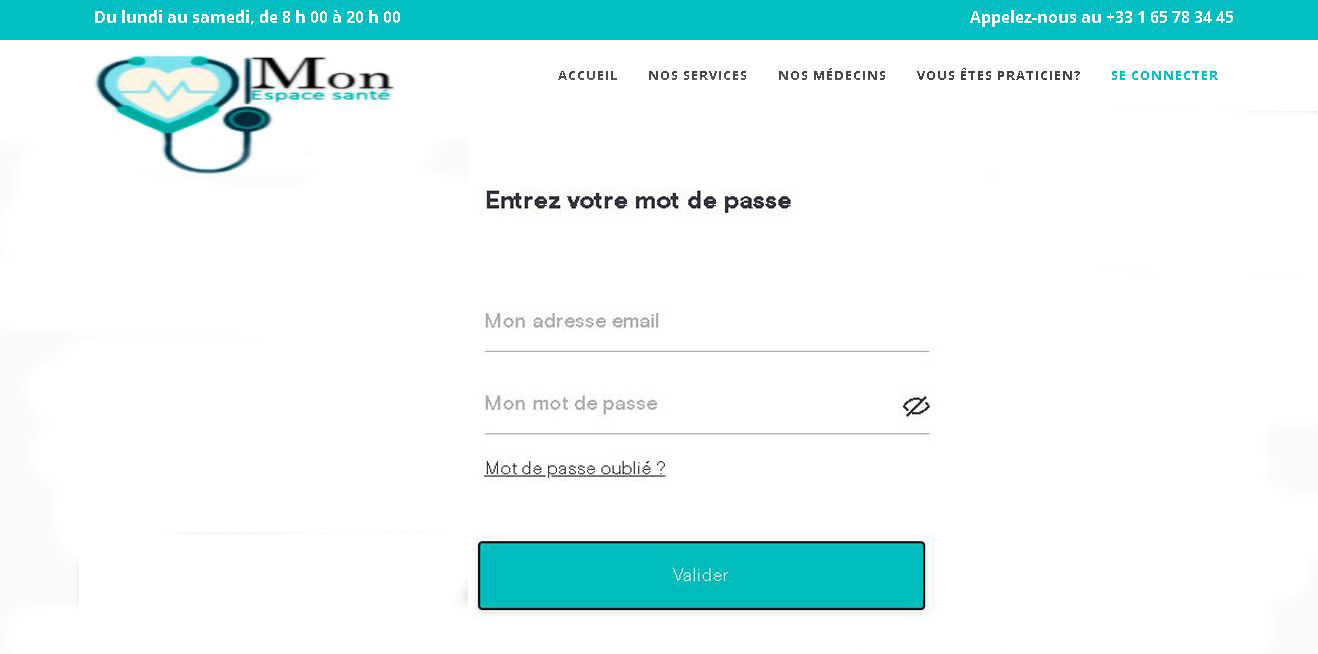 Du lundi au samedi, de 8 h 00 à 20 h 00
Appelez-nous au +33 1 65 78 34 45
Mon
Espace santé
ACCUEIL
NOS SERVICES
NOS MÉDECINS
VOUS ÊTES PRATICIEN?
SE CONNECTER
Entrez votre mot de passe
Mon adresse email
Mon mot de passe
Mot de passe oublié ?
Valider